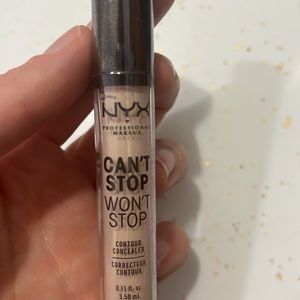 NYX
PROFESSIONAL
MAKEUP
CAN'T
STOP
WON'T
STOP
CONTOUR
CONCEALER
CORRECTEUR
CONTOUR
0.11 fl. oz
3.50 ml